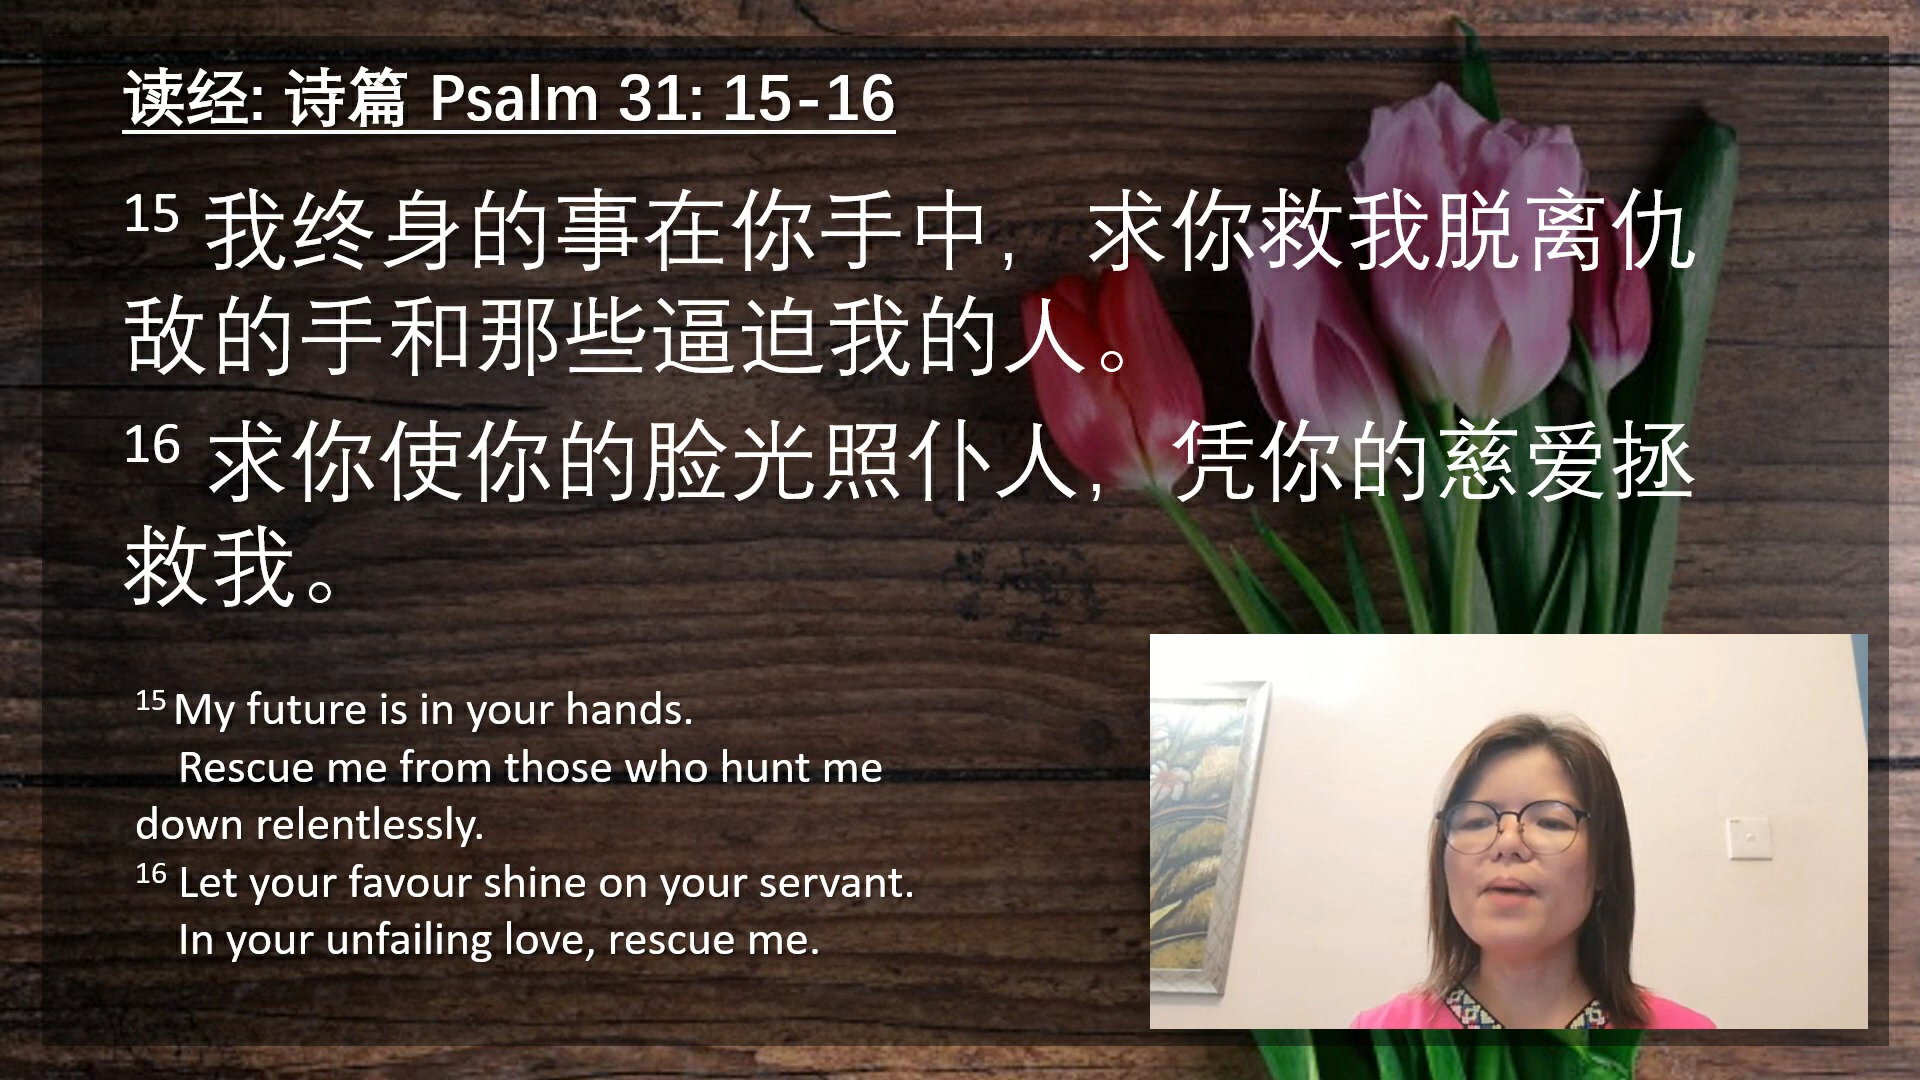 读经: 诗篇 Psalm 31: 15-16
15 我终身的事在你手中，求你救我脱离仇
敌的手和那些逼迫我的人。
16 求你使你的脸光照仆人，凭你的慈爱拯
救我。
15 My future is in your hands.
Rescue me from those who hunt me
down relentlessly.
16 Let your favour shine on your servant.
In your unfailing love, rescue me.